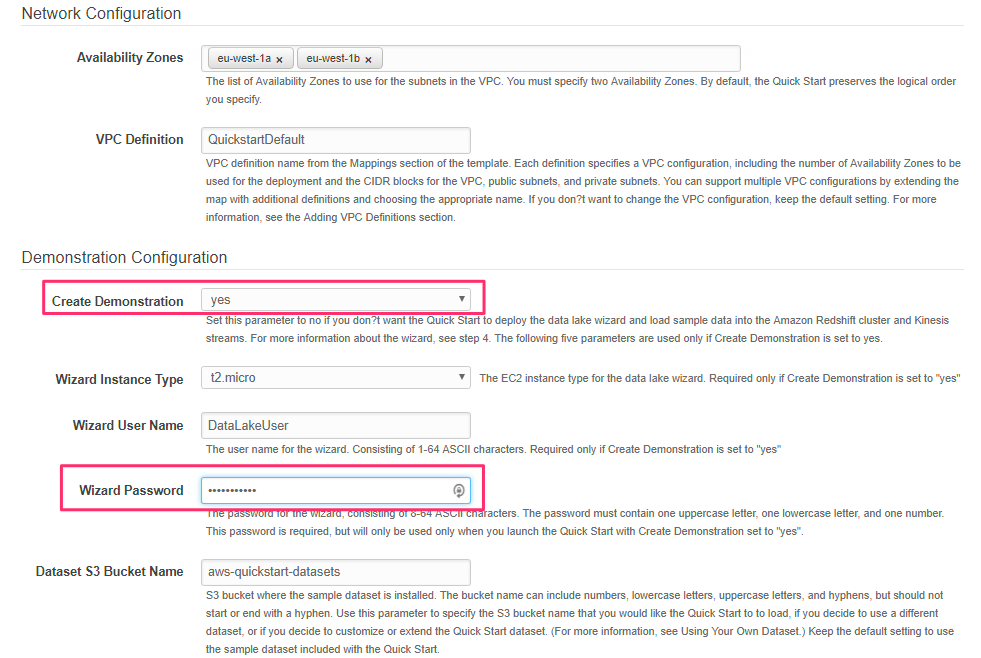 Network Configuration
Availability Zones
eu-west-1a × eu-west-1b ×
The list of Availability Zones to use for the subnets in the VPC. You must specify two Availability Zones. By default, the Quick Start preserves the logical order
you specify.
VPC Definition
QuickstartDefault
VPC definition name from the Mappings section of the template. Each definition specifies a VPC configuration, including the number of Availability Zones to be
used for the deployment and the CIDR blocks for the VPC, public subnets, and private subnets. You can support multiple VPC configurations by extending the
map with additional definitions and choosing the appropriate name. If you don?t want to change the VPC configuration, keep the default setting. For more
information, see the Adding VPC Definitions section.
Demonstration Configuration
Create Demonstration
yes
Set this parameter to no if you don?t want the Quick Start to deploy the data lake wizard and load sample data into the Amazon Redshift cluster and Kinesis
streams. For more information about the wizard, see step 4. The following five parameters are used only if Create Demonstration is set to yes.
Wizard Instance Type
t2.micro
The EC2 instance type for the data lake wizard. Required only if Create Demonstration is set to "yes"
Wizard User Name
DataLakeUser
The user name for the wizard. Consisting of 1-64 ASCII characters. Required only if Create Demonstration is set to "yes"
Wizard Password
•••••••••••
The password for the wizard, consisting of 8-64 ASCII characters. The password must contain one uppercase letter, one lowercase letter, and one number.
This password is required, but will only be used only when you launch the Quick Start with Create Demonstration set to "yes".
Dataset S3 Bucket Name
aws-quickstart-datasets
S3 bucket where the sample dataset is installed. The bucket name can include numbers, lowercase letters, uppercase letters, and hyphens, but should not
start or end with a hyphen. Use this parameter to specify the S3 bucket name that you would like the Quick Start to to load, if you decide to use a different
dataset, or if you decide to customize or extend the Quick Start dataset. (For more information, see Using Your Own Dataset.) Keep the default setting to use
the sample dataset included with the Quick Start.